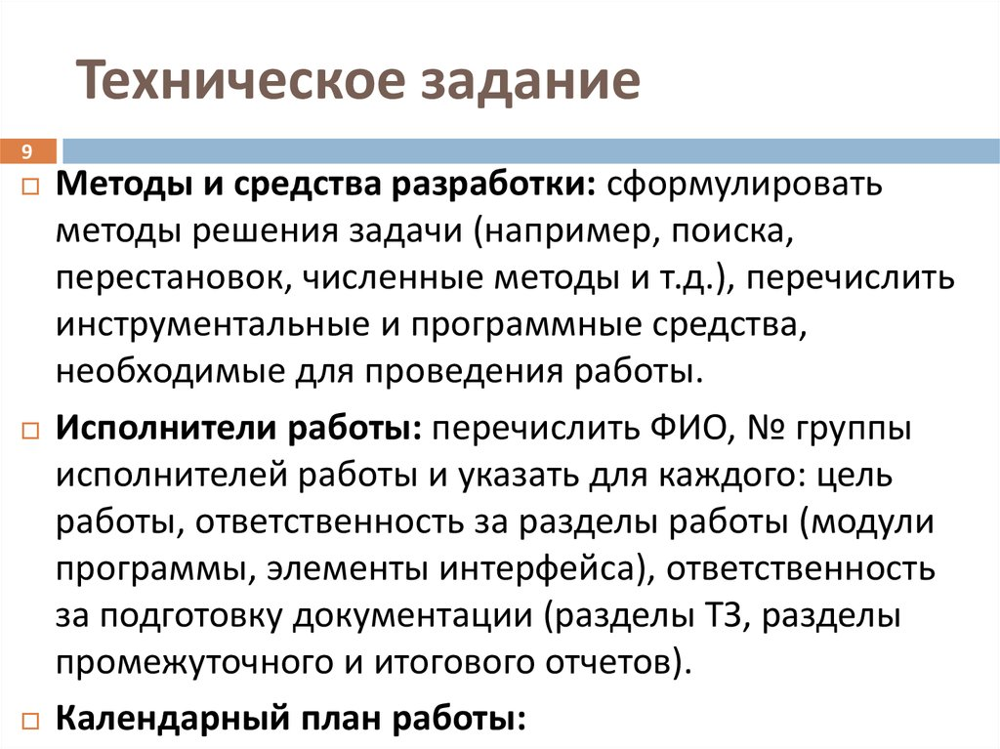 Техническое задание
9
Методы и средства разработки: сформулировать
методы решения задачи (например, поиска,
перестановок, численные методы и т.д.), перечислить
инструментальные и программные средства,
необходимые для проведения работы.
Исполнители работы: перечислить ФИО, № группы
исполнителей работы и указать для каждого: цель
работы, ответственность за разделы работы (модули
программы, элементы интерфейса), ответственность
за подготовку документации (разделы ТЗ, разделы
промежуточного и итогового отчетов).
Календарный план работы: